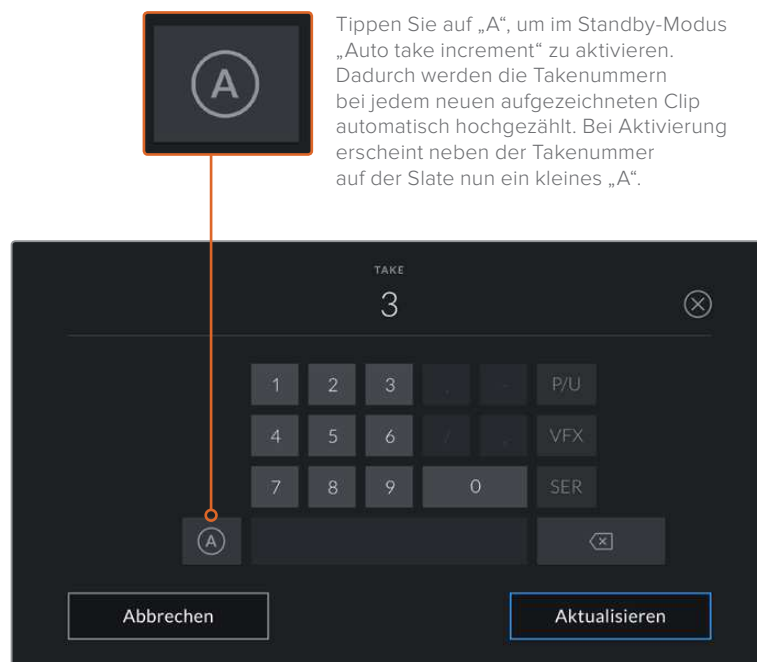 A
Tippen Sie auf „A“, um im Standby-Modus
„Auto take increment“ zu aktivieren.
Dadurch werden die Takenummern
bei jedem neuen aufgezeichneten Clip
automatisch hochgezählt. Bei Aktivierung
erscheint neben der Takenummer
auf der Slate nun ein kleines „A“.
TAKE
3
1 2 3 P/U
4 5 6 / VFX
7 8 9 0 SER
A
Abbrechen Aktualisieren